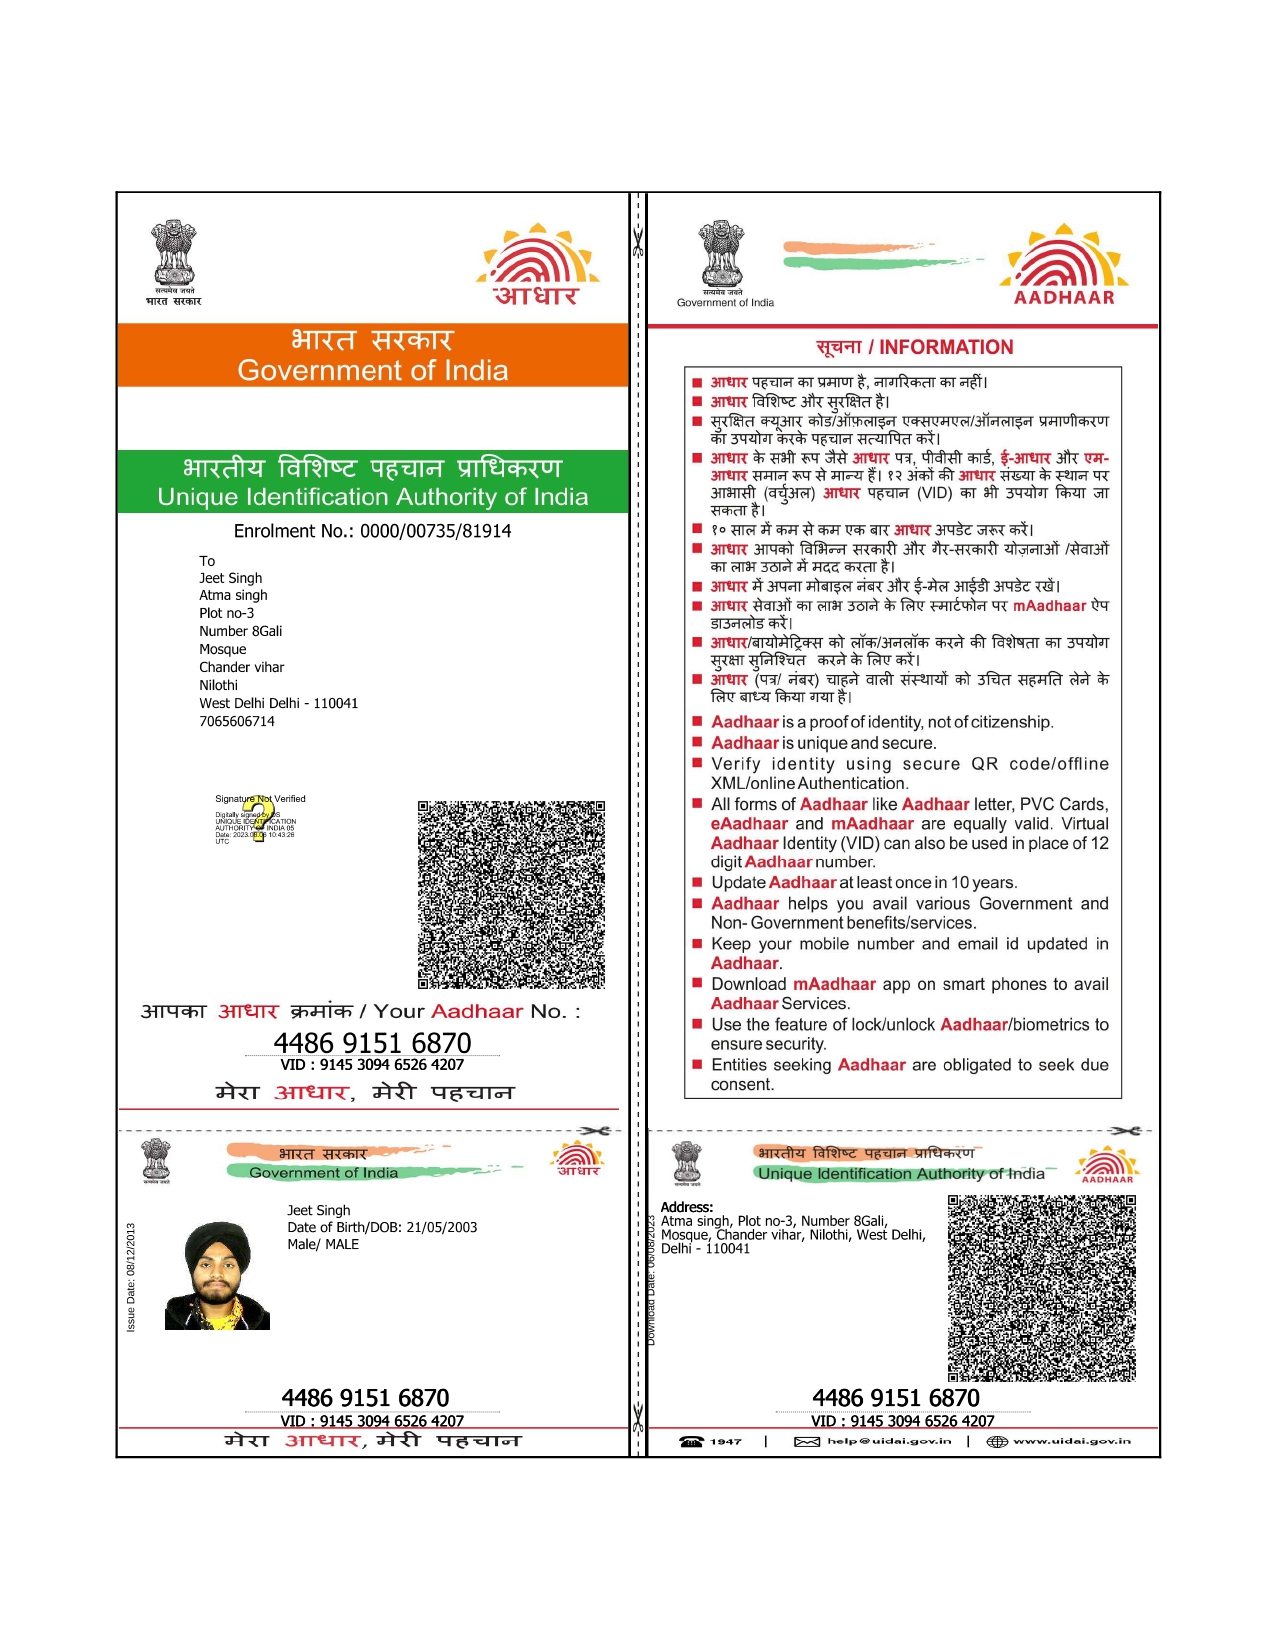 सत्यमेव जयते
भारत सरकार
आधार
भारत सरकार
Government of India
भारतीय विशिष्ट पहचान प्राधिकरण
Unique Identification Authority of India
Enrolment No.: 0000/00735/81914
To
Jeet Singh
Atma singh
Plot no-3
Number 8Gali
Mosque
Chander vihar
Nilothi
West Delhi Delhi - 110041
7065606714
Signature Not Verified
Digitally signed by DS
UNIQUE IDENTIFICATION
AUTHORITY OF INDIA 05
UTC
आपका आधार क्रमांक / Your Aadhaar No. :
4486 9151 6870
VID : 9145 3094 6526 4207
मेरा आधार, मेरी पहचान
सत्यमेव जयते
Government of India
AADHAAR
सूचना / INFORMATION
आधार पहचान का प्रमाण है, नागरिकता का नहीं।
आधार विशिष्ट और सुरक्षित है।
सुरक्षित क्यूआर कोड/ऑफ़लाइन एक्सएमएल/ऑनलाइन प्रमाणीकरण
का उपयोग करके पहचान सत्यापित करें।
आधार के सभी रूप जैसे आधार पत्र, पीवीसी कार्ड, ई-आधार और एम-
आधार समान रूप से मान्य हैं। १२ अंकों की आधार संख्या के स्थान पर
आभासी (वर्चुअल) आधार पहचान (VID) का भी उपयोग किया जा
सकता है।
१० साल में कम से कम एक बार आधार अपडेट जरूर करें।
आधार आपको विभिन्न सरकारी और गैर-सरकारी योज़नाओं /सेवाओं
का लाभ उठाने में मदद करता है।
आधार में अपना मोबाइल नंबर और ई-मेल आईडी अपडेट रखें।
आधार सेवाओं का लाभ उठाने के लिए स्मार्टफोन पर mAadhaar ऐप
डाउनलोड करें।
आधार/बायोमेट्रिक्स को लॉक/अनलॉक करने की विशेषता का उपयोग
सुरक्षा सुनिश्चित करने के लिए करें।
आधार (पत्र/ नंबर) चाहने वाली संस्थायों को उचित सहमति लेने के
लिए बाध्य किया गया है।
Aadhaar is a proof of identity, not of citizenship.
Aadhaar is unique and secure.
Verify identity using secure QR code/offline
XML/online Authentication.
All forms of Aadhaar like Aadhaar letter, PVC Cards,
eAadhaar and mAadhaar are equally valid. Virtual
Aadhaar Identity (VID) can also be used in place of 12
digit Aadhaar number.
Update Aadhaar at least once in 10 years.
Aadhaar helps you avail various Government and
Non- Government benefits/services.
Keep your mobile number and email id updated in
Aadhaar.
Download mAadhaar app on smart phones to avail
Aadhaar Services.
Use the feature of lock/unlock Aadhaar/biometrics to
ensure security.
Entities seeking Aadhaar are obligated to seek due
consent.
सत्यमेव जयते
भारत सरकार
Government of India
आधार
Issue Date: 08/12/2013
Jeet Singh
Date of Birth/DOB: 21/05/2003
Male/ MALE
4486 9151 6870
VID : 9145 3094 6526 4207
मेरा आधार, मेरी पहचान
सत्यमेव जयते
भारतीय विशिष्ट पहचान प्राधिकरण
Unique Identification Authority of India
AADHAAR
Download Date: 06/08/2023
Address:
Atma singh, Plot no-3, Number 8Gali,
Mosque, Chander vihar, Nilothi, West Delhi,
Delhi - 110041
4486 9151 6870
VID : 9145 3094 6526 4207
1947 | help@uidai.gov.in | www.uidai.gov.in